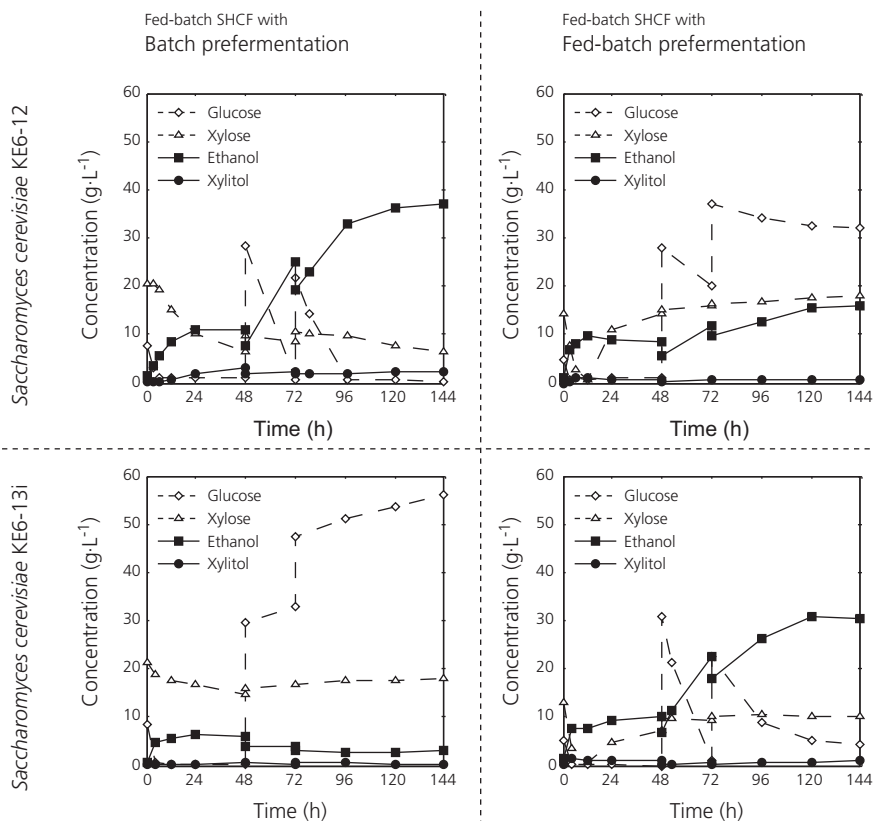 Fed-batch SHCF with
Batch prefermentation
Fed-batch SHCF with
Fed-batch prefermentation
Saccharomyces cerevisiae KE6-12
Concentration (g·L⁻¹)
60
50
40
30
20
10
0
Glucose
Xylose
Ethanol
Xylitol
0 24 48 72 96 120 144
Time (h)
Concentration (g·L⁻¹)
60
50
40
30
20
10
0
Glucose
Xylose
Ethanol
Xylitol
0 24 48 72 96 120 144
Time (h)
Saccharomyces cerevisiae KE6-13i
Concentration (g·L⁻¹)
60
50
40
30
20
10
0
Glucose
Xylose
Ethanol
Xylitol
0 24 48 72 96 120 144
Time (h)
Concentration (g·L⁻¹)
60
50
40
30
20
10
0
Glucose
Xylose
Ethanol
Xylitol
0 24 48 72 96 120 144
Time (h)